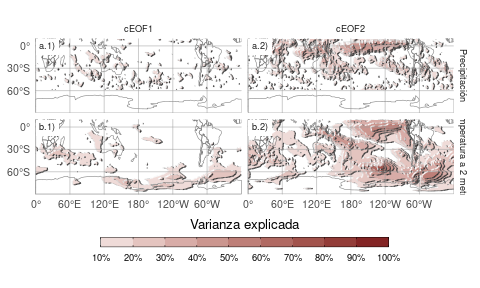 cEOF1 cEOF2
a.1) a.2)
0°
30°S
60°S
Precipitación
b.1) b.2)
0°
30°S
60°S
mperatura a 2 met
0° 60°E 120°E 180° 120°W 60°W 0° 60°E 120°E 180° 120°W 60°W
Varianza explicada
10% 20% 30% 40% 50% 60% 70% 80% 90% 100%